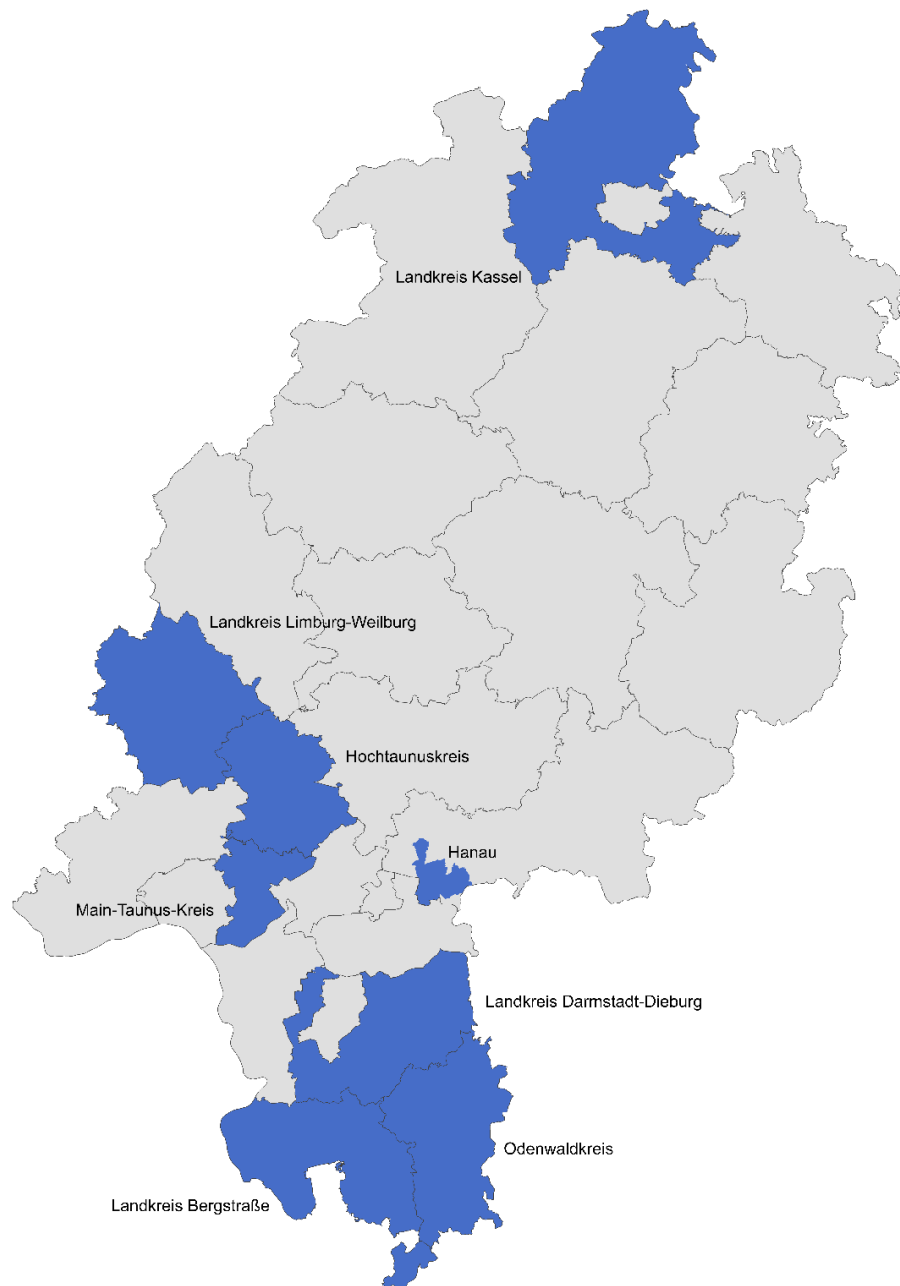 Landkreis Kassel
Landkreis Limburg-Weilburg
Hochtaunuskreis
Hanau
Main-Taunus-Kreis
Landkreis Darmstadt-Dieburg
Odenwaldkreis
Landkreis Bergstraße